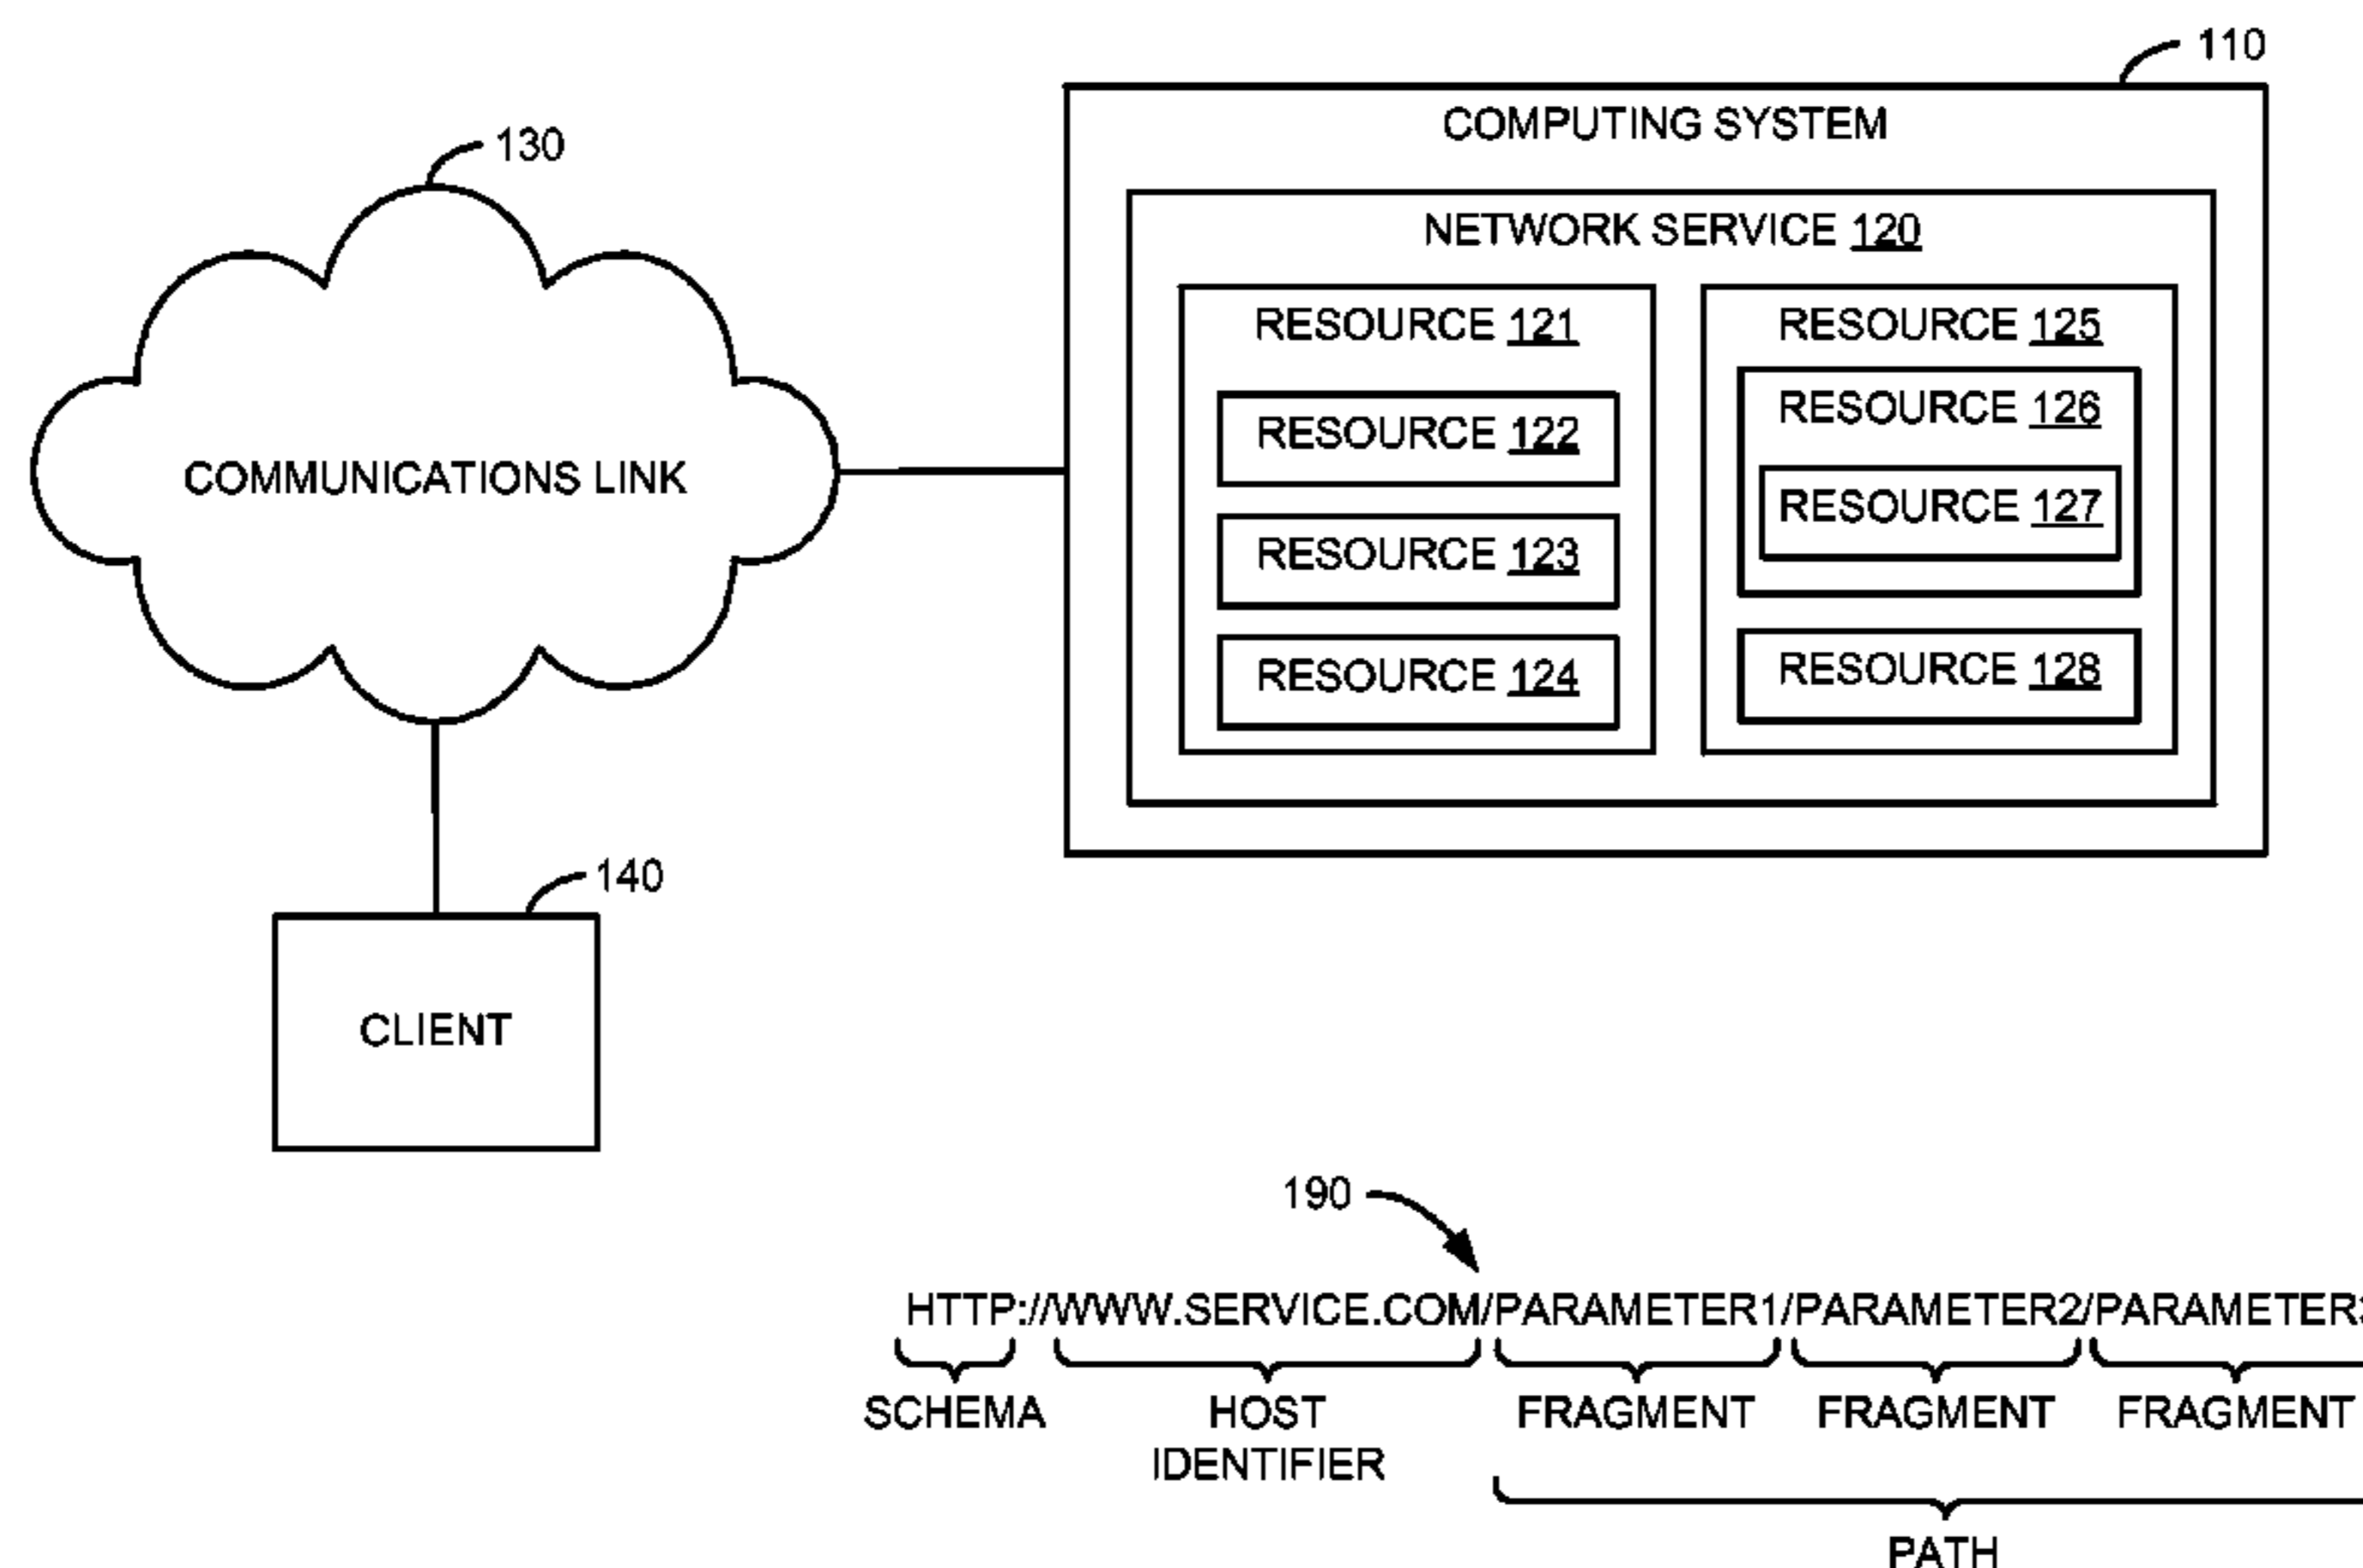 110
COMPUTING SYSTEM
130
NETWORK SERVICE 120
RESOURCE 121
RESOURCE 122
RESOURCE 123
RESOURCE 124
RESOURCE 125
RESOURCE 126
RESOURCE 127
RESOURCE 128
COMMUNICATIONS LINK
140
CLIENT
190
HTTP://WWW.SERVICE.COM/PARAMETER1/PARAMETER2/PARAMETER3
SCHEMA
HOST
IDENTIFIER
FRAGMENT
FRAGMENT
FRAGMENT
PATH